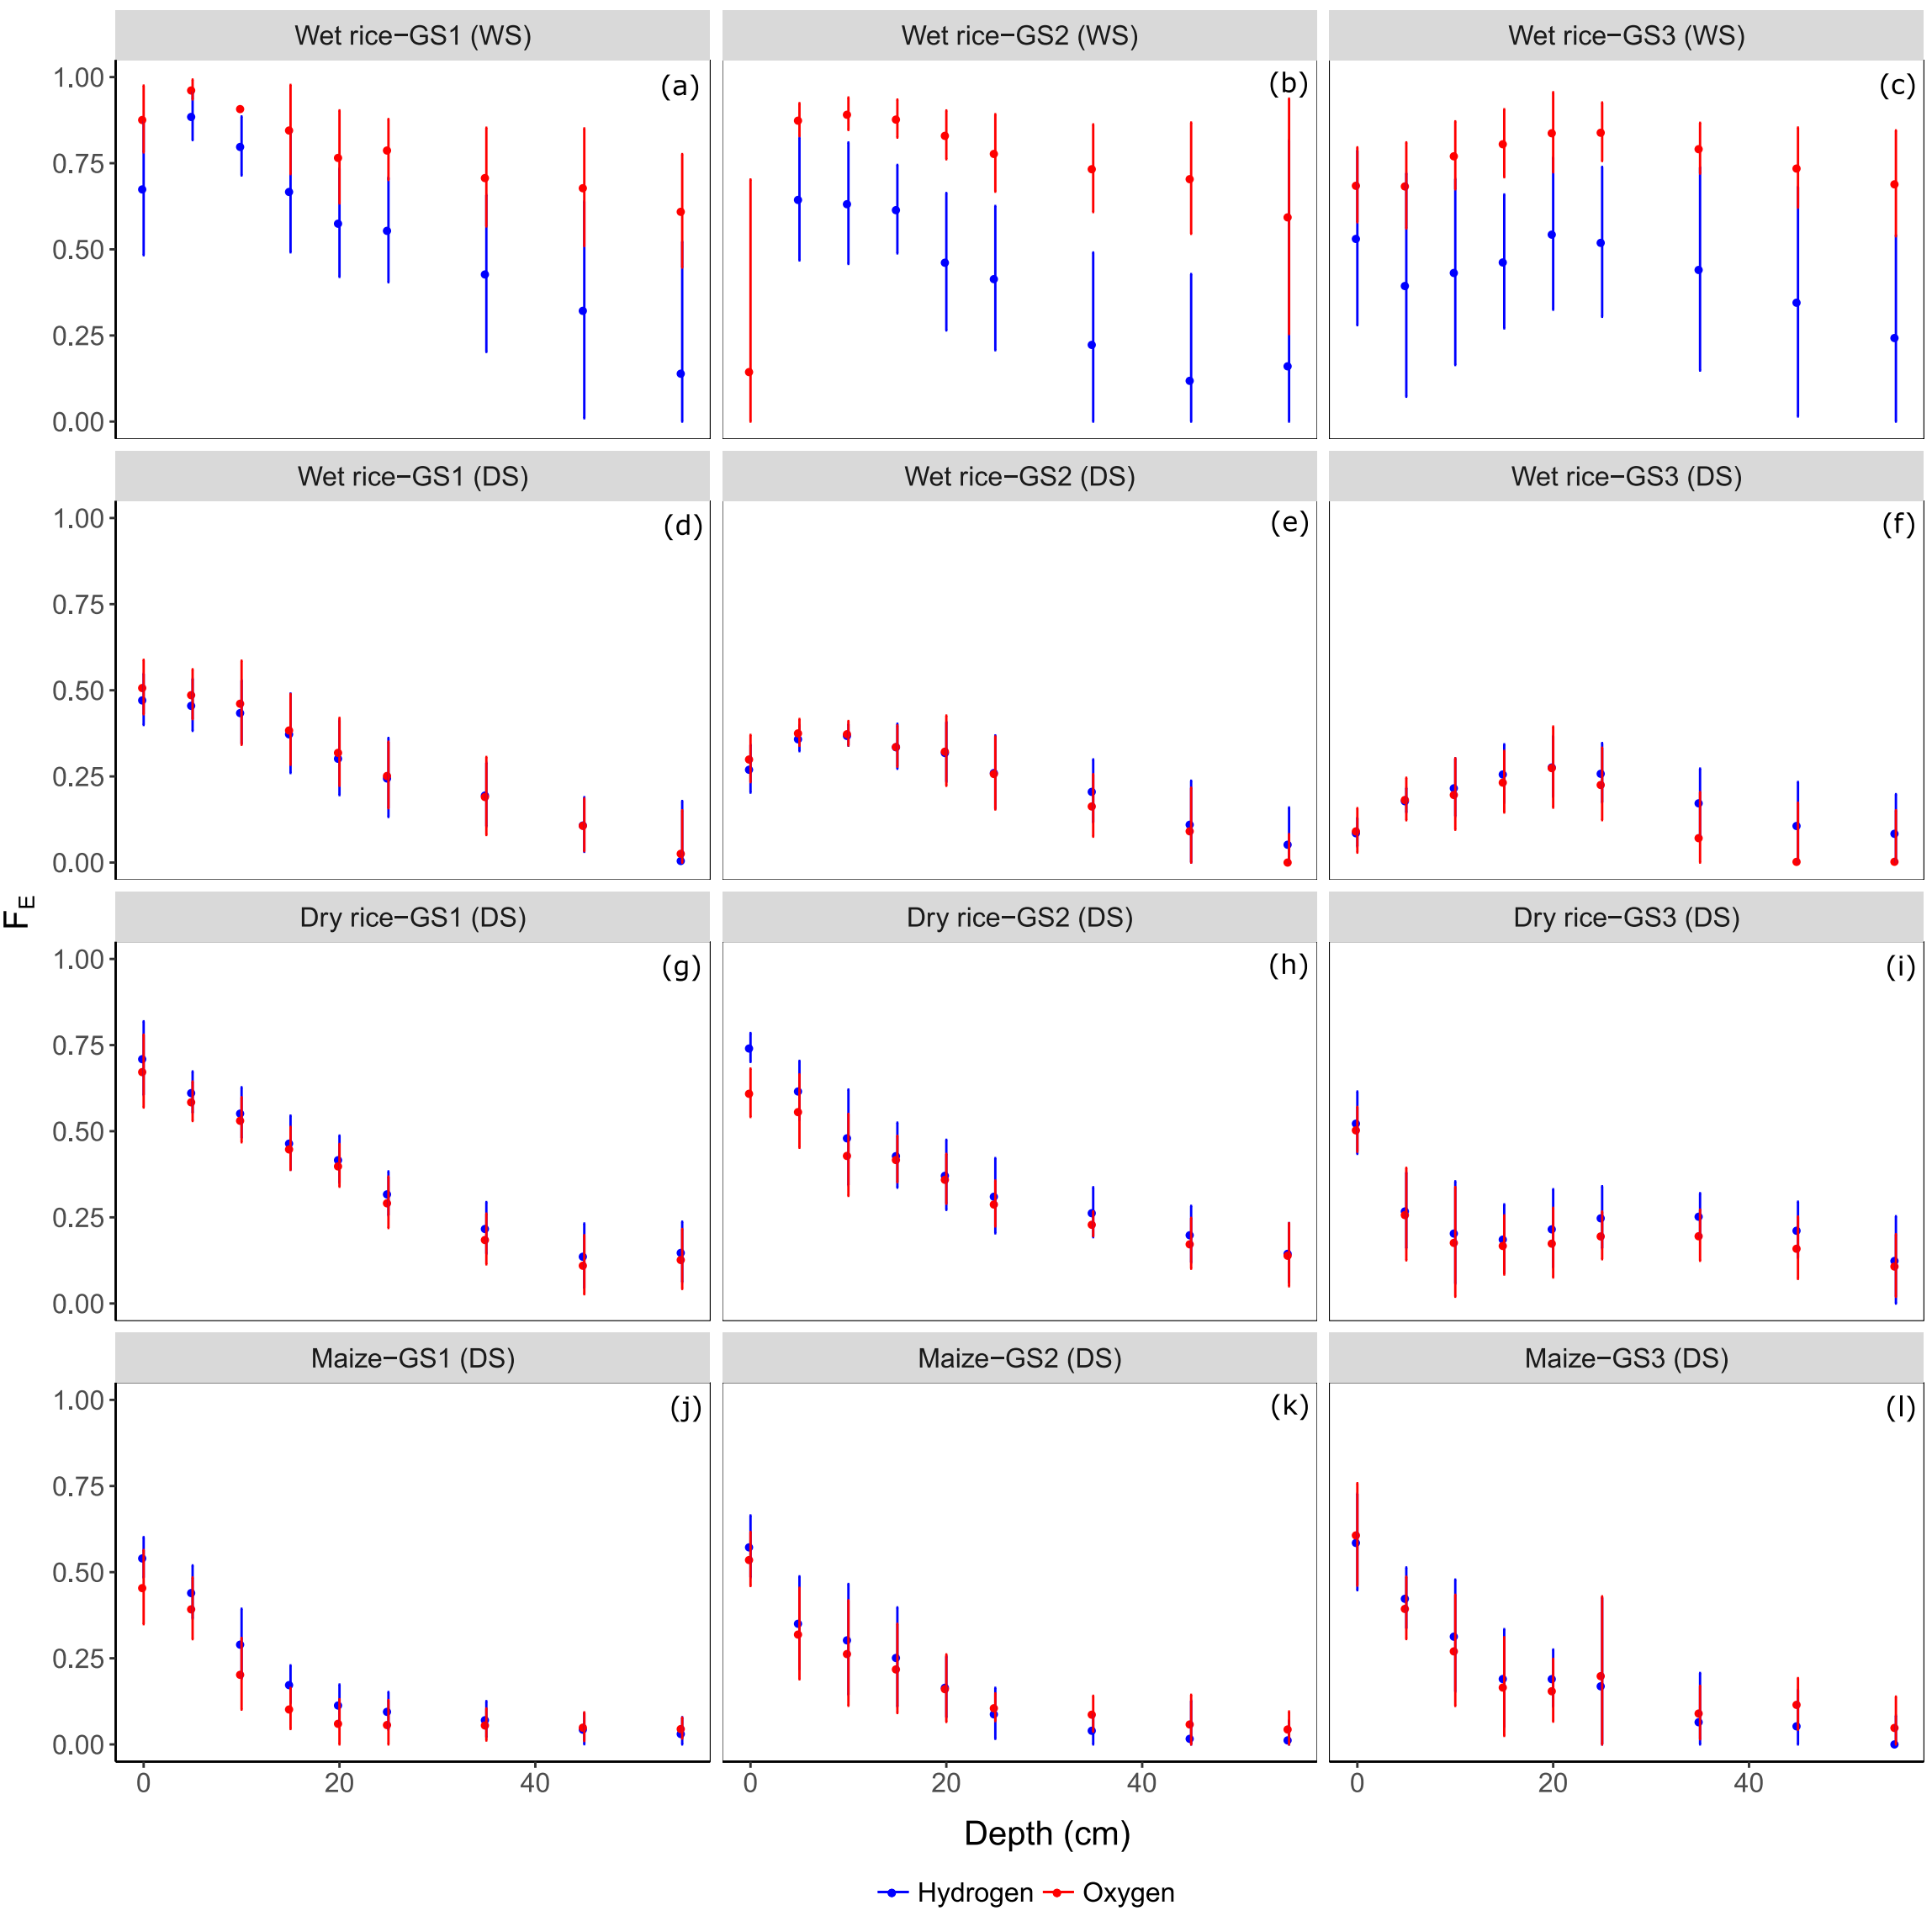 Wet rice−GS1 (WS) Wet rice−GS2 (WS) Wet rice−GS3 (WS)
(a) (b) (c)
1.00
0.75
0.50
0.25
0.00
Wet rice−GS1 (DS) Wet rice−GS2 (DS) Wet rice−GS3 (DS)
(d) (e) (f)
1.00
0.75
0.50
0.25
0.00
F_E
Dry rice−GS1 (DS) Dry rice−GS2 (DS) Dry rice−GS3 (DS)
(g) (h) (i)
1.00
0.75
0.50
0.25
0.00
Maize−GS1 (DS) Maize−GS2 (DS) Maize−GS3 (DS)
(j) (k) (l)
1.00
0.75
0.50
0.25
0.00
0 20 40 0 20 40 0 20 40
Depth (cm)
Hydrogen Oxygen